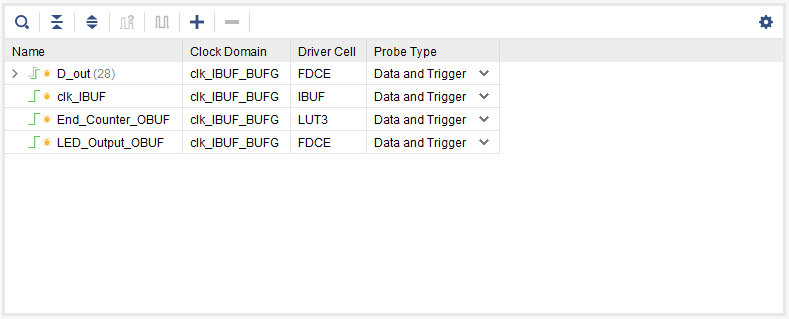 Name Clock Domain Driver Cell Probe Type
D_out (28) clk_IBUF_BUFG FDCE Data and Trigger
clk_IBUF clk_IBUF_BUFG IBUF Data and Trigger
End_Counter_OBUF clk_IBUF_BUFG LUT3 Data and Trigger
LED_Output_OBUF clk_IBUF_BUFG FDCE Data and Trigger